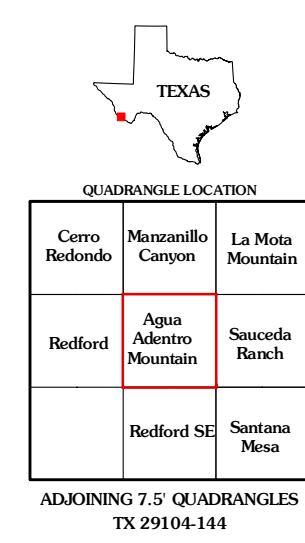 TEXAS
QUADRANGLE LOCATION
Cerro
Redondo
Manzanillo
Canyon
La Mota
Mountain
Redford
Agua
Adentro
Mountain
Sauceda
Ranch
Redford SE
Santana
Mesa
ADJOINING 7.5' QUADRANGLES
TX 29104-144